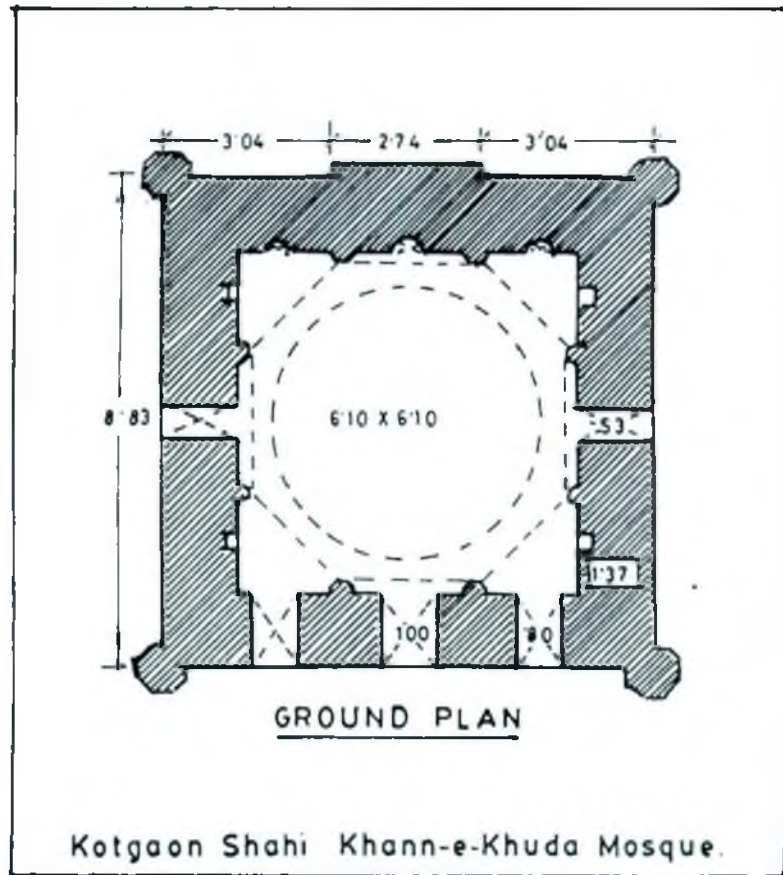 3·04 2·74 3·04
8·83
6·10 X 6·10
·53
1·37
100
80
GROUND PLAN
Kotgaon Shahi Khann-e-Khuda Mosque.